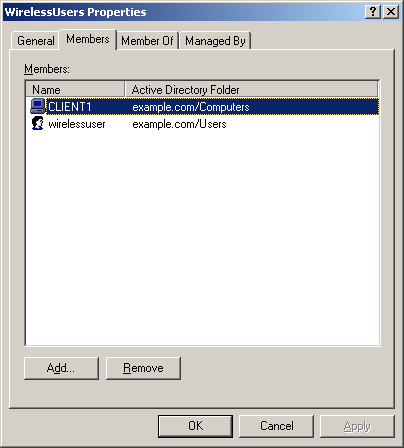 WirelessUsers Properties
General Members Member Of Managed By
Members:
Name Active Directory Folder
CLIENT1 example.com/Computers
wirelessuser example.com/Users
Add... Remove
OK Cancel Apply